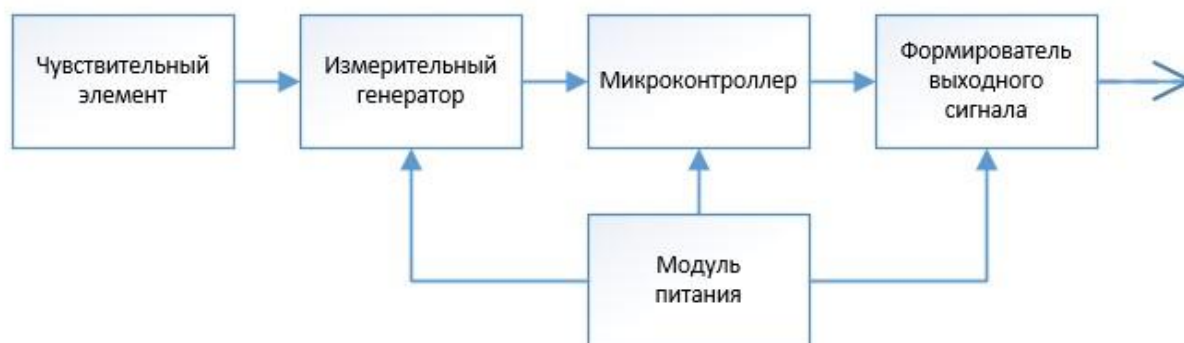 Чувствительный
элемент
Измерительный
генератор
Микроконтроллер
Формирователь
выходного
сигнала
Модуль
питания